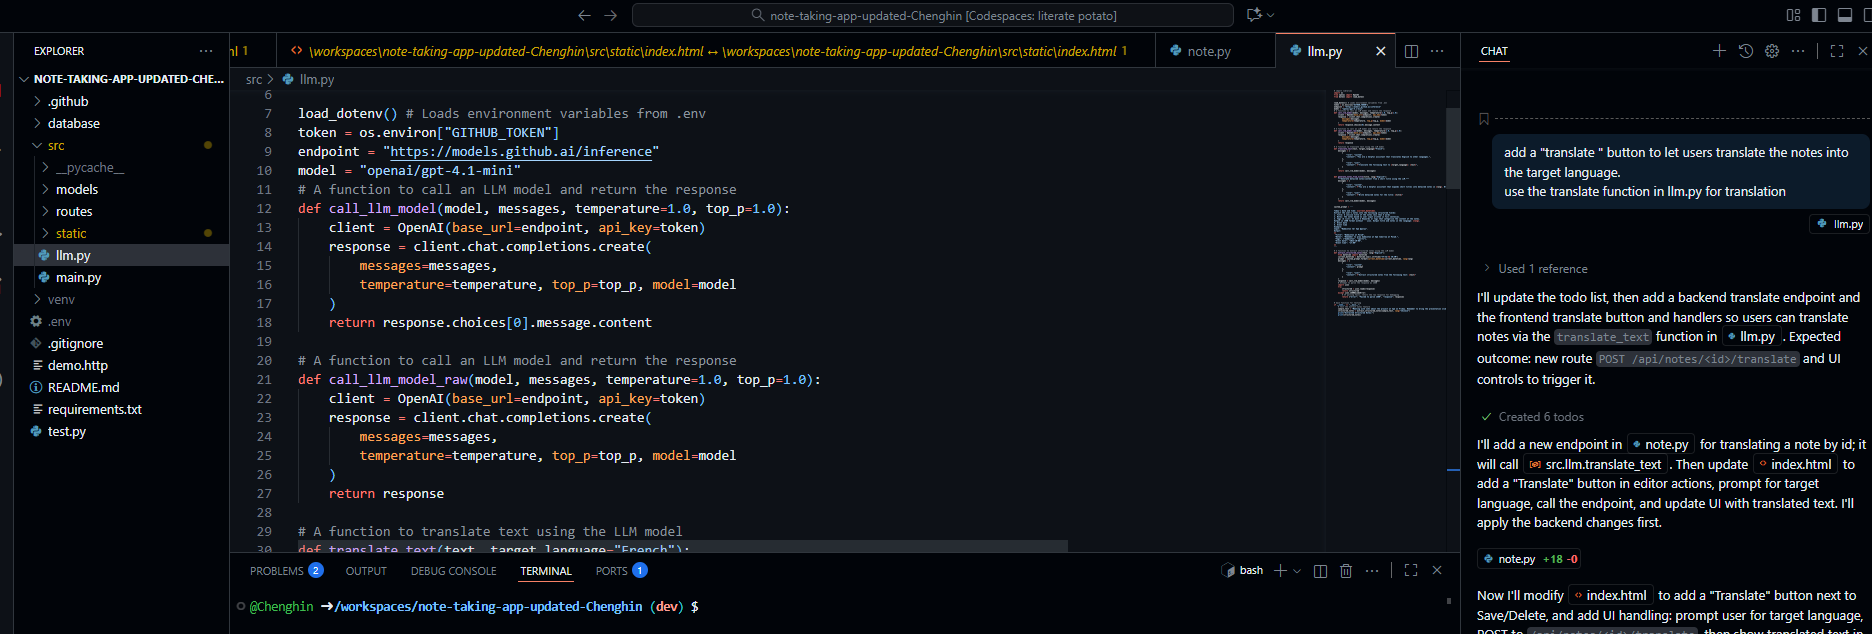 note-taking-app-updated-Chenghin [Codespaces: literate potato]
EXPLORER
NOTE-TAKING-APP-UPDATED-CHE...
.github
database
src
__pycache__
models
routes
static
llm.py
main.py
venv
.env
.gitignore
demo.http
README.md
requirements.txt
test.py
nl 1
\workspaces\note-taking-app-updated-Chenghin\src\static\index.html ↔ \workspaces\note-taking-app-updated-Chenghin\src\static\index.html 1
note.py
llm.py
src > llm.py
6
7 load_dotenv() # Loads environment variables from .env
8 token = os.environ["GITHUB_TOKEN"]
9 endpoint = "https://models.github.ai/inference"
10 model = "openai/gpt-4.1-mini"
11 # A function to call an LLM model and return the response
12 def call_llm_model(model, messages, temperature=1.0, top_p=1.0):
13 client = OpenAI(base_url=endpoint, api_key=token)
14 response = client.chat.completions.create(
15 messages=messages,
16 temperature=temperature, top_p=top_p, model=model
17 )
18 return response.choices[0].message.content
19
20 # A function to call an LLM model and return the response
21 def call_llm_model_raw(model, messages, temperature=1.0, top_p=1.0):
22 client = OpenAI(base_url=endpoint, api_key=token)
23 response = client.chat.completions.create(
24 messages=messages,
25 temperature=temperature, top_p=top_p, model=model
26 )
27 return response
28
29 # A function to translate text using the LLM model
30 def translate_text(text, target_language="French"):
PROBLEMS 2 OUTPUT DEBUG CONSOLE TERMINAL PORTS 1
bash
@Chenghin ➜/workspaces/note-taking-app-updated-Chenghin (dev) $
CHAT
add a "translate " button to let users translate the notes into
the target language.
use the translate function in llm.py for translation
llm.py
Used 1 reference
I'll update the todo list, then add a backend translate endpoint and
the frontend translate button and handlers so users can translate
notes via the translate_text function in llm.py . Expected
outcome: new route POST /api/notes/<id>/translate and UI
controls to trigger it.
Created 6 todos
I'll add a new endpoint in note.py for translating a note by id; it
will call src.llm.translate_text . Then update index.html to
add a "Translate" button in editor actions, prompt for target
language, call the endpoint, and update UI with translated text. I'll
apply the backend changes first.
note.py +18 -0
Now I'll modify index.html to add a "Translate" button next to
Save/Delete, and add UI handling: prompt user for target language,
POST to /api/notes/<id>/translate, then show translated text in